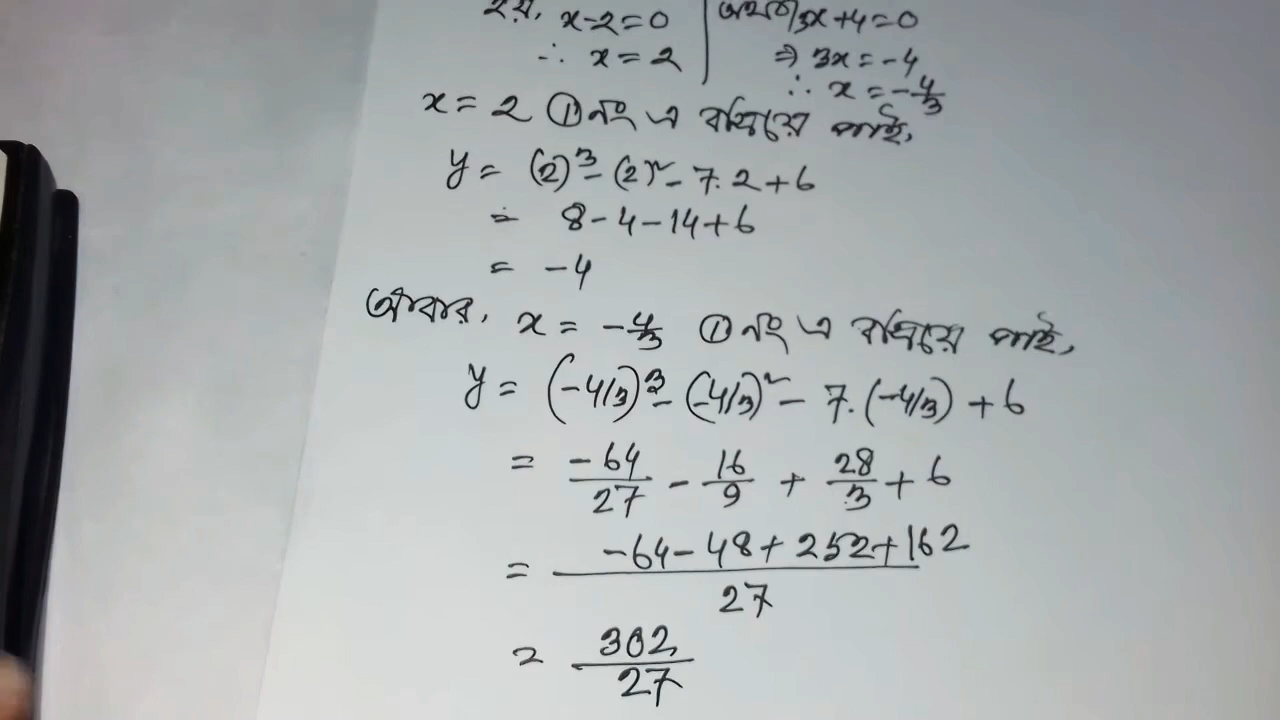 হয়, x-2=0 | অথবা, 3x+4=0
∴ x = 2 | ⇒ 3x = -4
∴ x = -4/3
x = 2 ①নং এ বসিয়ে পাই,
y = (2)³ - (2)² - 7.2 + 6
= 8 - 4 - 14 + 6
= -4
আবার, x = -4/3 ①নং এ বসিয়ে পাই,
y = (-4/3)³ - (-4/3)² - 7.(-4/3) + 6
= -64/27 - 16/9 + 28/3 + 6
= -64 - 48 + 252 + 162 / 27
= 302/27